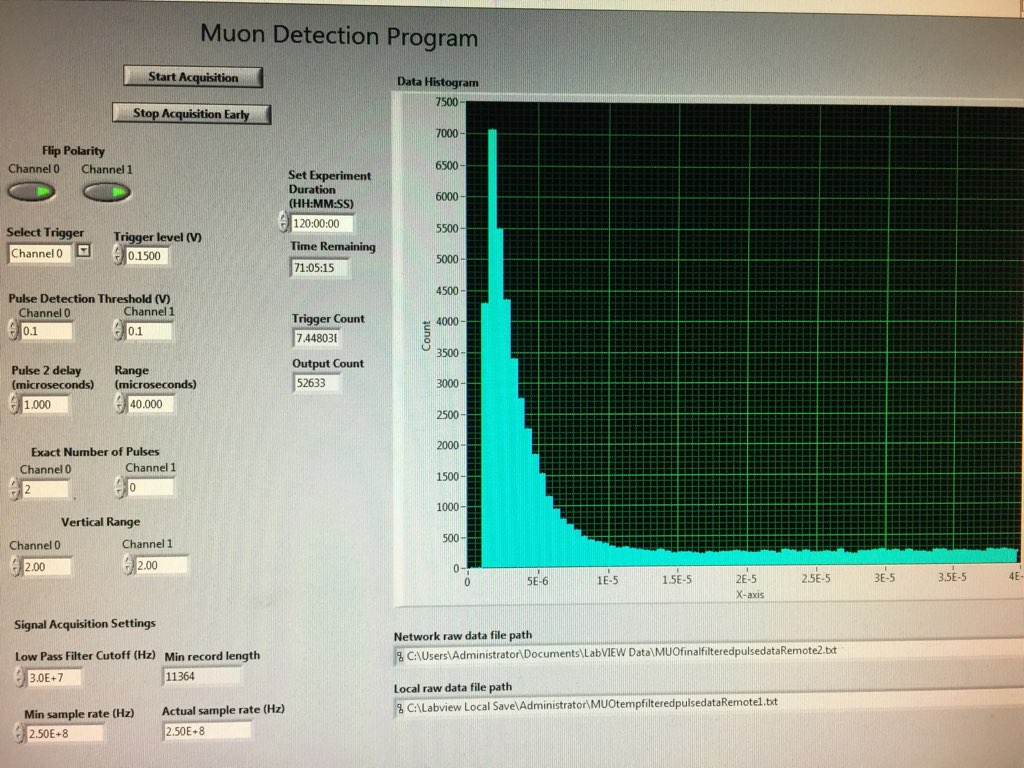 Muon Detection Program
Start Acquisition
Stop Acquisition Early
Flip Polarity
Channel 0 Channel 1
Select Trigger
Channel 0
Trigger level (V)
0.1500
Pulse Detection Threshold (V)
Channel 0 Channel 1
0.1 0.1
Pulse 2 delay
(microseconds)
1.000
Range
(microseconds)
40.000
Exact Number of Pulses
Channel 0 Channel 1
2 0
Vertical Range
Channel 0 Channel 1
2.00 2.00
Signal Acquisition Settings
Low Pass Filter Cutoff (Hz)
3.0E+7
Min record length
11364
Min sample rate (Hz)
2.50E+8
Actual sample rate (Hz)
2.50E+8
Set Experiment
Duration
(HH:MM:SS)
120:00:00
Time Remaining
71:05:15
Trigger Count
7.44803
Output Count
52633
Data Histogram
7500
7000
6500
6000
5500
5000
4500
4000
3500
3000
2500
2000
1500
1000
500
0
Count
0 5E-6 1E-5 1.5E-5 2E-5 2.5E-5 3E-5 3.5E-5 4E-
X-axis
Network raw data file path
C:\Users\Administrator\Documents\LabVIEW Data\MUOfinalfilteredpulsedataRemote2.txt
Local raw data file path
C:\Labview Local Save\Administrator\MUOtempfilteredpulsedataRemote1.txt